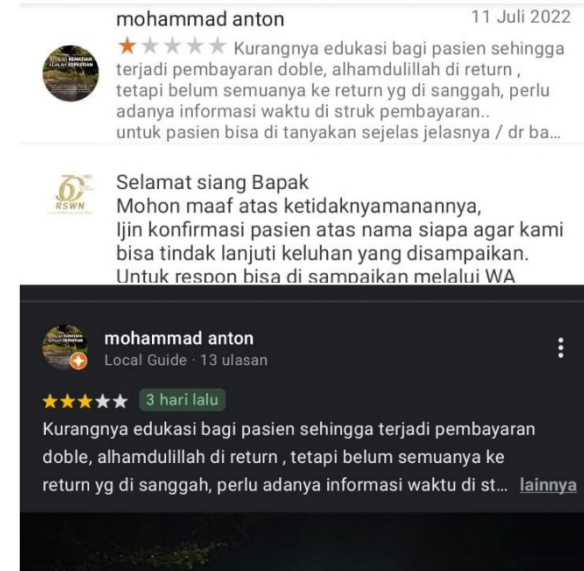 mohammad anton
11 Juli 2022
Kurangnya edukasi bagi pasien sehingga
terjadi pembayaran doble, alhamdulillah di return ,
tetapi belum semuanya ke return yg di sanggah, perlu
adanya informasi waktu di struk pembayaran..
untuk pasien bisa di tanyakan sejelas jelasnya / dr ba...
RSWN
Selamat siang Bapak
Mohon maaf atas ketidaknyamanannya,
Ijin konfirmasi pasien atas nama siapa agar kami
bisa tindak lanjuti keluhan yang disampaikan.
Untuk respon bisa di sampaikan melalui WA
mohammad anton
Local Guide · 13 ulasan
3 hari lalu
Kurangnya edukasi bagi pasien sehingga terjadi pembayaran
doble, alhamdulillah di return , tetapi belum semuanya ke
return yg di sanggah, perlu adanya informasi waktu di st... lainnya